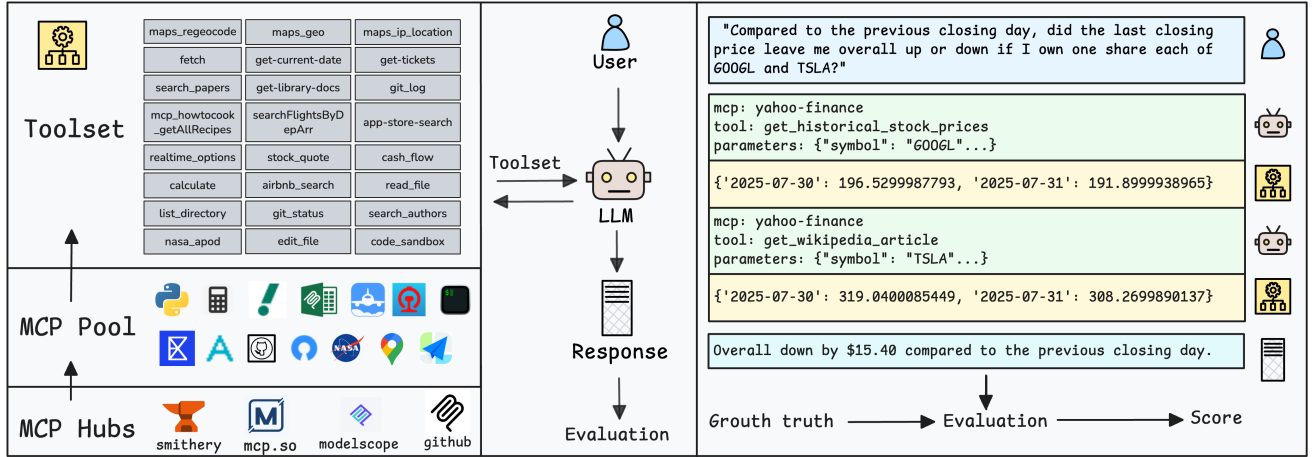 Toolset
maps_regeocode maps_geo maps_ip_location
fetch get-current-date get-tickets
search_papers get-library-docs git_log
mcp_howtocook
_getAllRecipes
searchFlightsByD
epArr
app-store-search
realtime_options stock_quote cash_flow
calculate airbnb_search read_file
list_directory git_status search_authors
nasa_apod edit_file code_sandbox
MCP Pool
$
NASA
MCP Hubs
M
smithery mcp.so modelscope github
User
Toolset
LLM
Response
Evaluation
"Compared to the previous closing day, did the last closing
price leave me overall up or down if I own one share each of
GOOGL and TSLA?"
mcp: yahoo-finance
tool: get_historical_stock_prices
parameters: {"symbol": "GOOGL"...}
{'2025-07-30': 196.5299987793, '2025-07-31': 191.8999938965}
mcp: yahoo-finance
tool: get_wikipedia_article
parameters: {"symbol": "TSLA"...}
{'2025-07-30': 319.0400085449, '2025-07-31': 308.2699890137}
Overall down by $15.40 compared to the previous closing day.
Grouth truth Evaluation Score